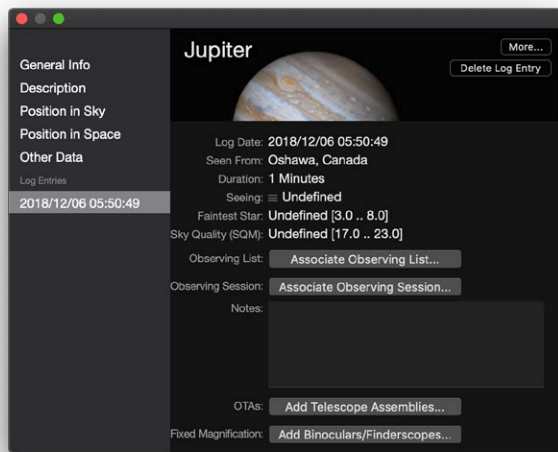 General Info
Description
Position in Sky
Position in Space
Other Data
Log Entries
2018/12/06 05:50:49
Jupiter
More...
Delete Log Entry
Log Date: 2018/12/06 05:50:49
Seen From: Oshawa, Canada
Duration: 1 Minutes
Seeing: Undefined
Faintest Star: Undefined [3.0 .. 8.0]
Sky Quality (SQM): Undefined [17.0 .. 23.0]
Observing List: Associate Observing List...
Observing Session: Associate Observing Session...
Notes:
OTAs: Add Telescope Assemblies...
Fixed Magnification: Add Binoculars/Finderscopes...